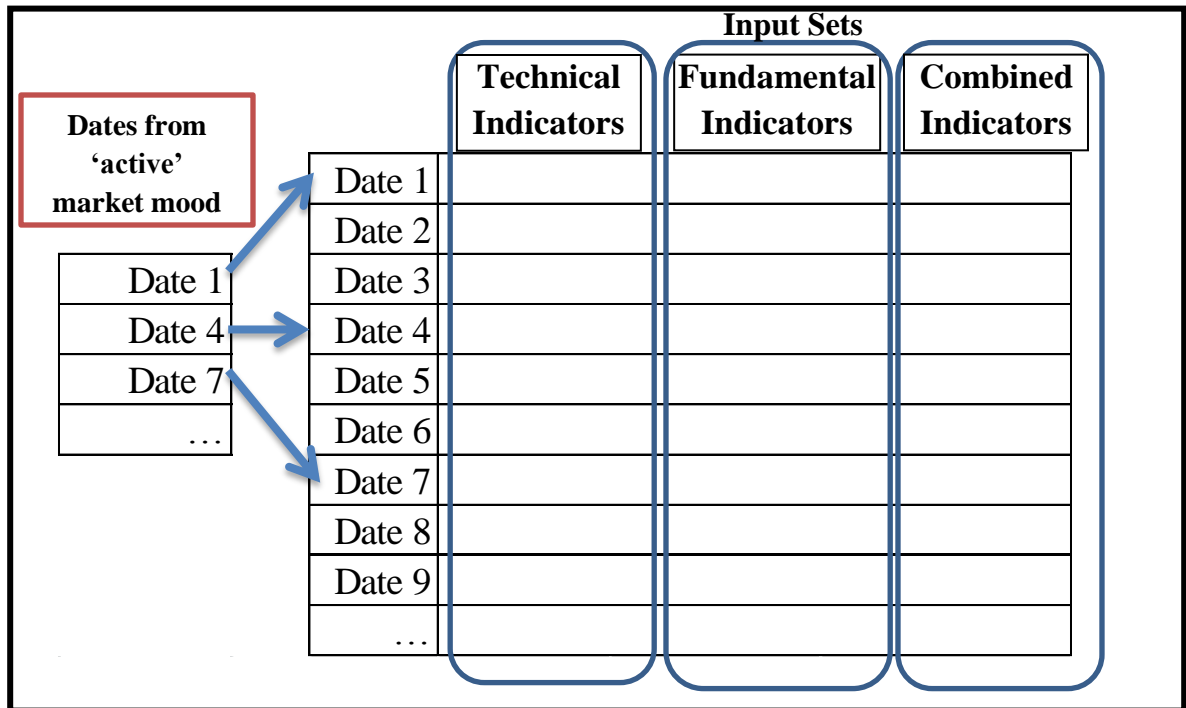 Input Sets
Technical
Indicators
Fundamental
Indicators
Combined
Indicators
Dates from
‘active’
market mood
Date 1
Date 4
Date 7
…
Date 1
Date 2
Date 3
Date 4
Date 5
Date 6
Date 7
Date 8
Date 9
…